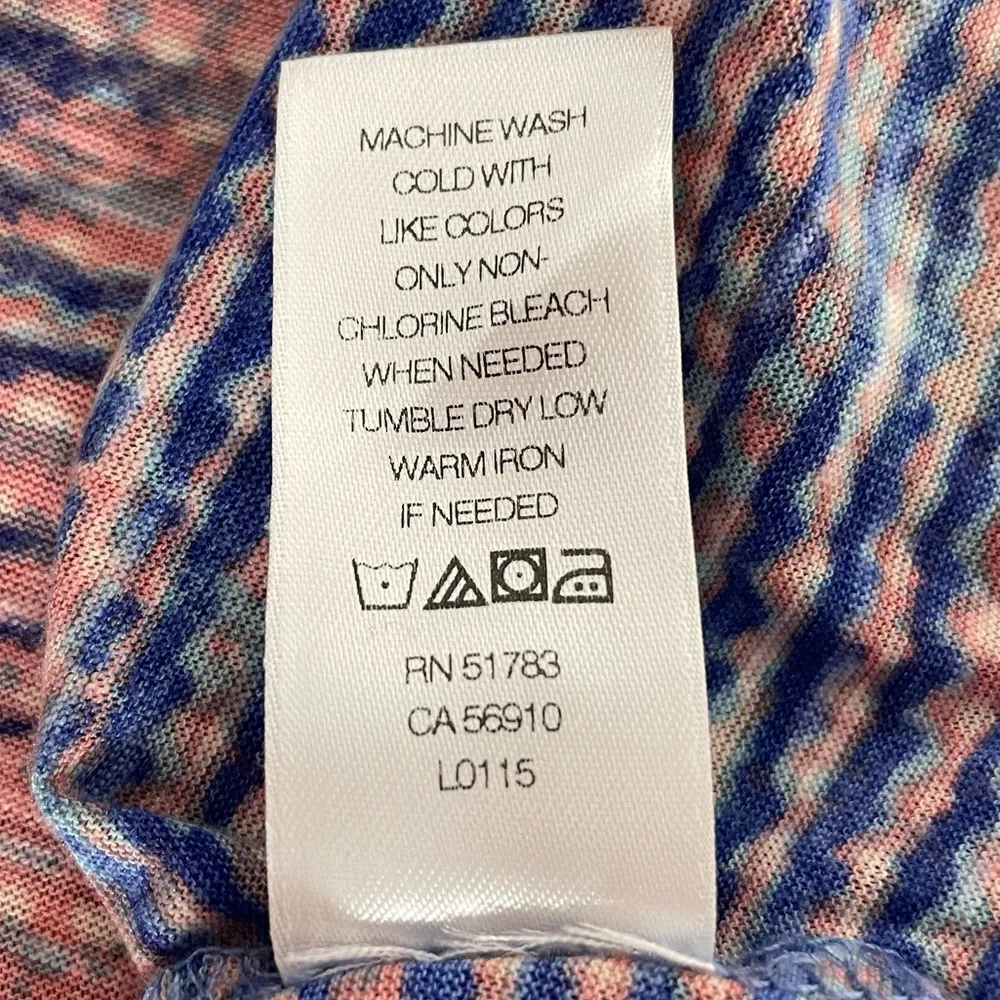 MACHINE WASH
COLD WITH
LIKE COLORS
ONLY NON-
CHLORINE BLEACH
WHEN NEEDED
TUMBLE DRY LOW
WARM IRON
IF NEEDED
RN 51783
CA 56910
L0115